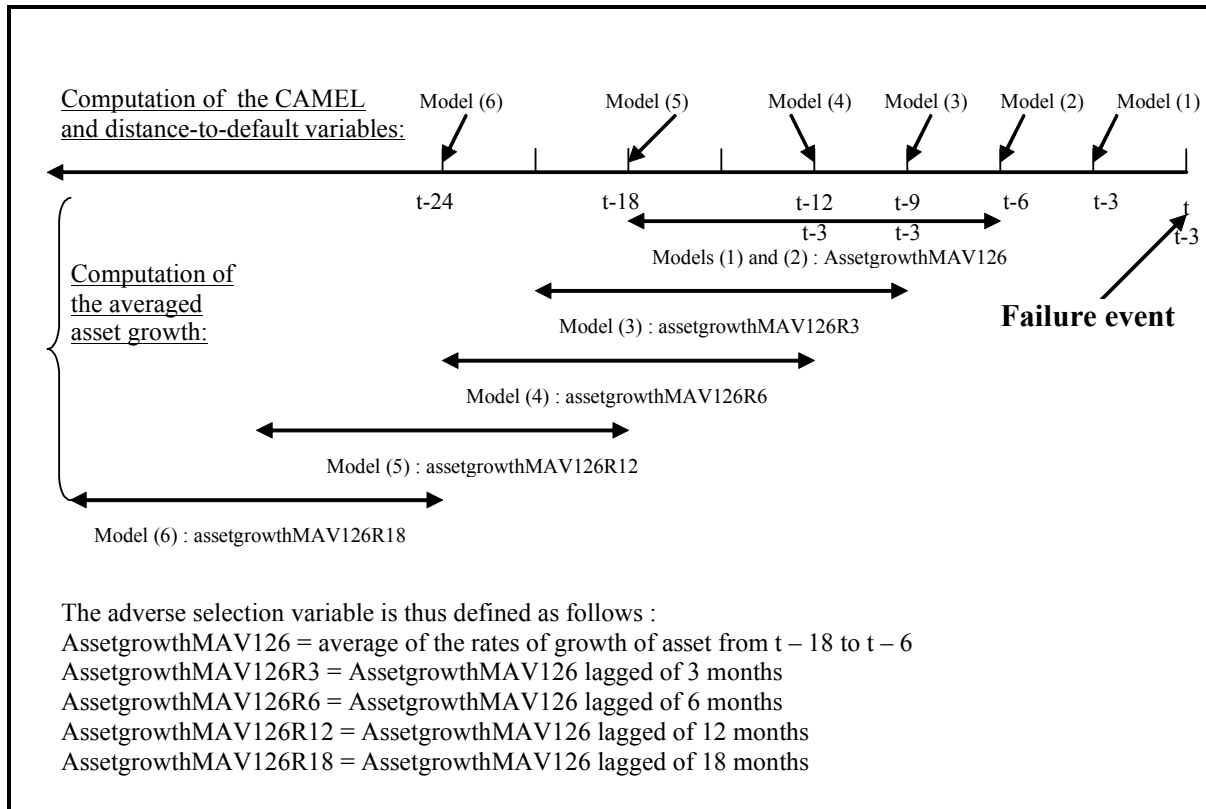 Computation of the CAMEL
and distance-to-default variables:
Model (6)
Model (5)
Model (4)
Model (3)
Model (2)
Model (1)
t-24
t-18
t-12
t-9
t-6
t-3
t
t-3
t-3
t-3
Models (1) and (2) : AssetgrowthMAV126
Computation of
the averaged
asset growth:
Failure event
Model (3) : assetgrowthMAV126R3
Model (4) : assetgrowthMAV126R6
Model (5) : assetgrowthMAV126R12
Model (6) : assetgrowthMAV126R18
The adverse selection variable is thus defined as follows :
AssetgrowthMAV126 = average of the rates of growth of asset from t – 18 to t – 6
AssetgrowthMAV126R3 = AssetgrowthMAV126 lagged of 3 months
AssetgrowthMAV126R6 = AssetgrowthMAV126 lagged of 6 months
AssetgrowthMAV126R12 = AssetgrowthMAV126 lagged of 12 months
AssetgrowthMAV126R18 = AssetgrowthMAV126 lagged of 18 months